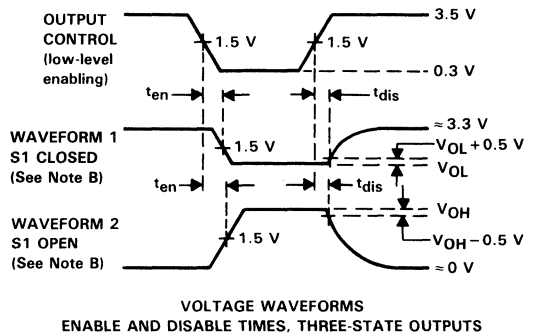 OUTPUT
CONTROL
(low-level
enabling)
1.5 V
1.5 V
3.5 V
0.3 V
ten
tdis
WAVEFORM 1
S1 CLOSED
(See Note B)
1.5 V
≈3.3 V
VOL+0.5 V
VOL
ten
tdis
WAVEFORM 2
S1 OPEN
(See Note B)
1.5 V
VOH
VOH–0.5 V
≈0 V
VOLTAGE WAVEFORMS
ENABLE AND DISABLE TIMES, THREE-STATE OUTPUTS